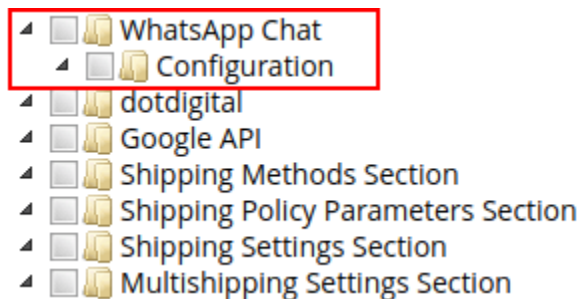 WhatsApp Chat
Configuration
dotdigital
Google API
Shipping Methods Section
Shipping Policy Parameters Section
Shipping Settings Section
Multishipping Settings Section